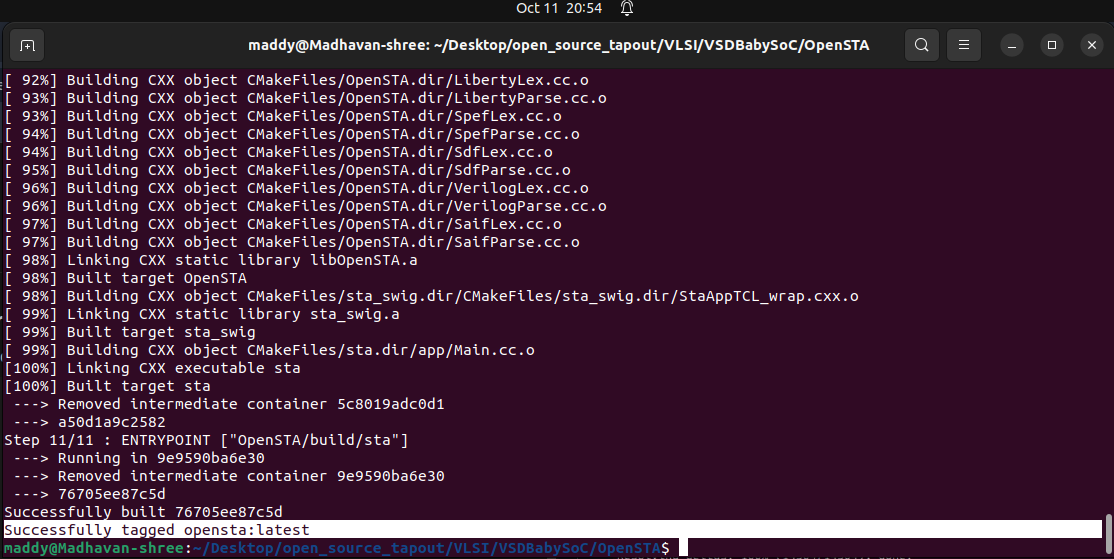 Oct 11 20:54
maddy@Madhavan-shree: ~/Desktop/open_source_tapout/VLSI/VSDBabySoC/OpenSTA
[ 92%] Building CXX object CMakeFiles/OpenSTA.dir/LibertyLex.cc.o
[ 93%] Building CXX object CMakeFiles/OpenSTA.dir/LibertyParse.cc.o
[ 93%] Building CXX object CMakeFiles/OpenSTA.dir/SpefLex.cc.o
[ 94%] Building CXX object CMakeFiles/OpenSTA.dir/SpefParse.cc.o
[ 94%] Building CXX object CMakeFiles/OpenSTA.dir/SdfLex.cc.o
[ 95%] Building CXX object CMakeFiles/OpenSTA.dir/SdfParse.cc.o
[ 96%] Building CXX object CMakeFiles/OpenSTA.dir/VerilogLex.cc.o
[ 96%] Building CXX object CMakeFiles/OpenSTA.dir/VerilogParse.cc.o
[ 97%] Building CXX object CMakeFiles/OpenSTA.dir/SaifLex.cc.o
[ 97%] Building CXX object CMakeFiles/OpenSTA.dir/SaifParse.cc.o
[ 98%] Linking CXX static library libOpenSTA.a
[ 98%] Built target OpenSTA
[ 98%] Building CXX object CMakeFiles/sta_swig.dir/CMakeFiles/sta_swig.dir/StaAppTCL_wrap.cxx.o
[ 99%] Linking CXX static library sta_swig.a
[ 99%] Built target sta_swig
[ 99%] Building CXX object CMakeFiles/sta.dir/app/Main.cc.o
[100%] Linking CXX executable sta
[100%] Built target sta
 ---> Removed intermediate container 5c8019adc0d1
 ---> a50d1a9c2582
Step 11/11 : ENTRYPOINT ["OpenSTA/build/sta"]
 ---> Running in 9e9590ba6e30
 ---> Removed intermediate container 9e9590ba6e30
 ---> 76705ee87c5d
Successfully built 76705ee87c5d
Successfully tagged opensta:latest
maddy@Madhavan-shree:~/Desktop/open_source_tapout/VLSI/VSDBabySoC/OpenSTA$